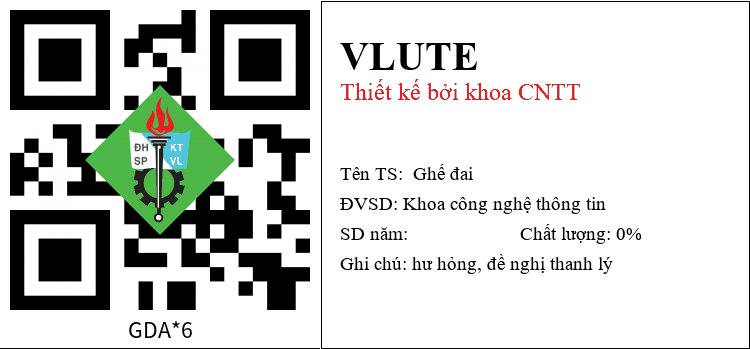 ĐH KT
SP VL
GDA*6
VLUTE
Thiết kế bởi khoa CNTT
Tên TS: Ghế đai
ĐVSD: Khoa công nghệ thông tin
SD năm: Chất lượng: 0%
Ghi chú: hư hỏng, đề nghị thanh lý